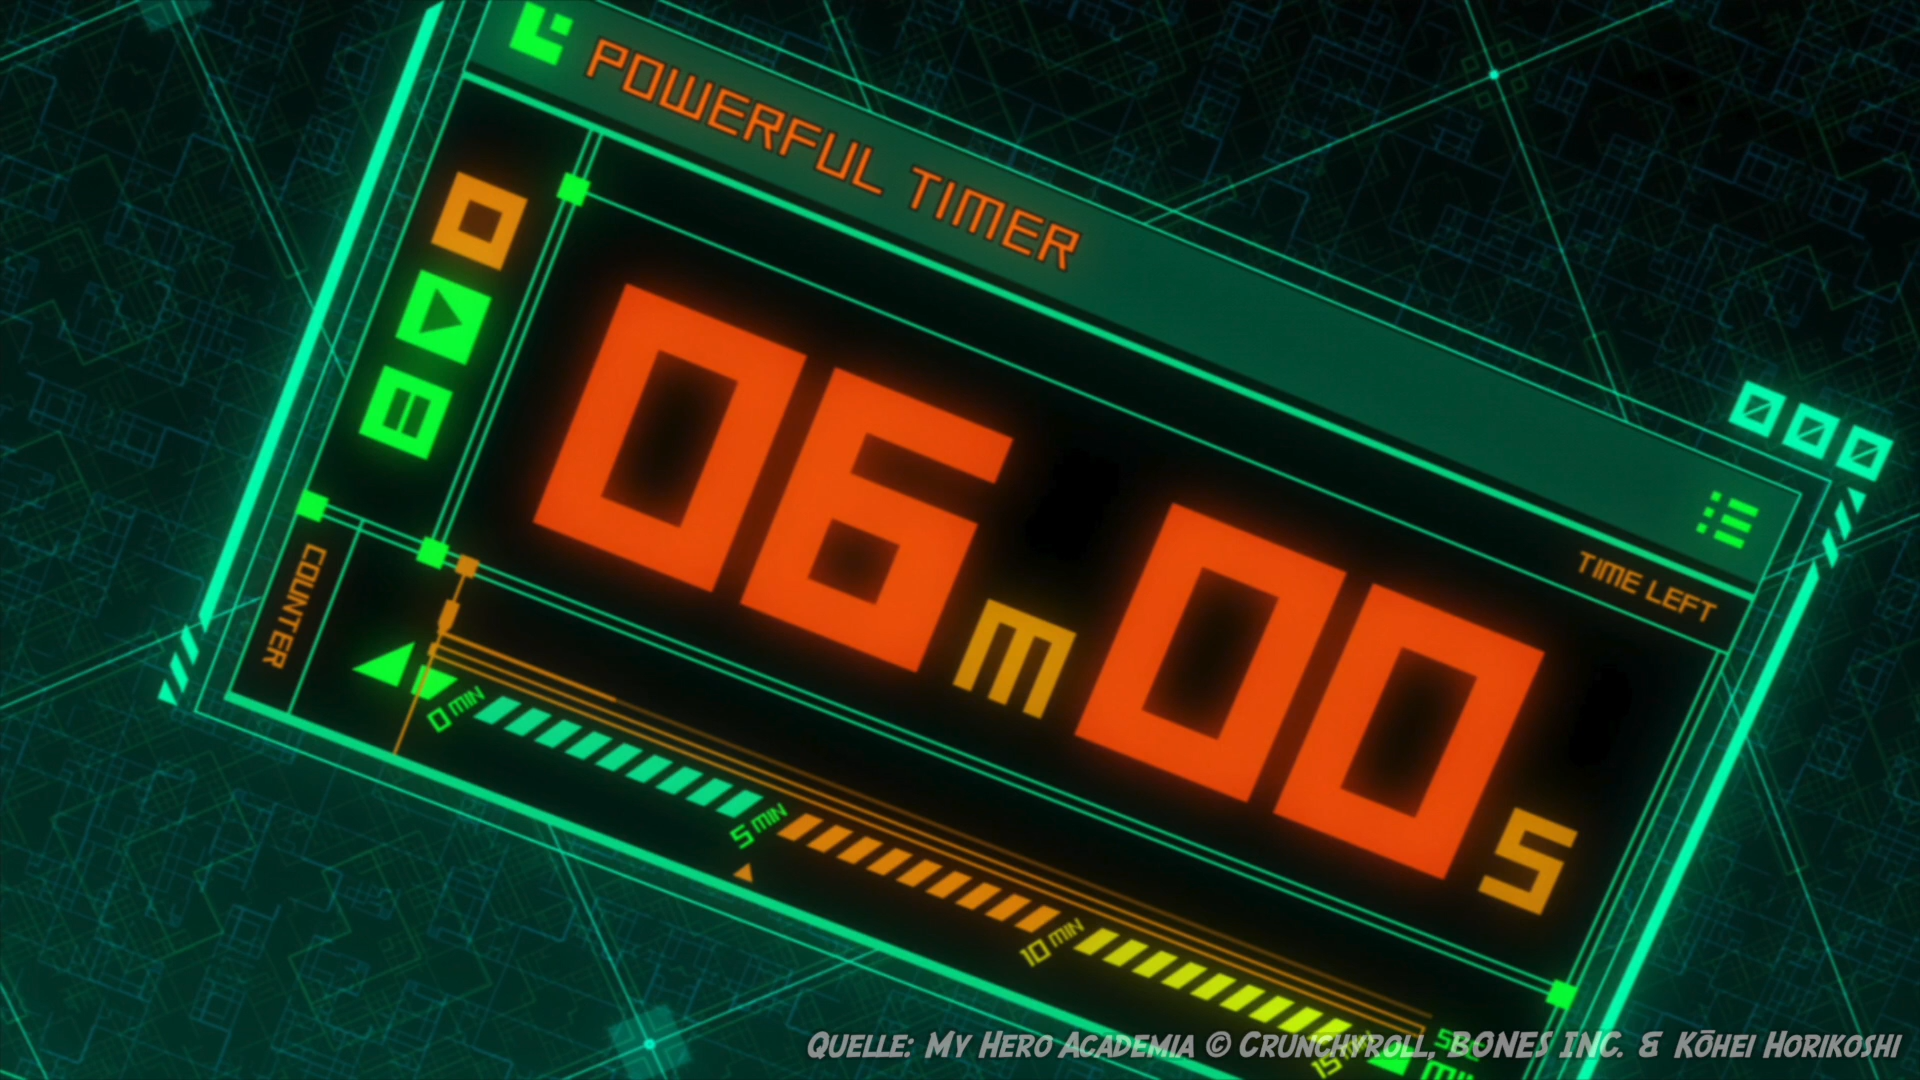 POWERFUL TIMER
TIME LEFT
06m00s
COUNTER
0 MIN
5 MIN
10 MIN
15
QUELLE: MY HERO ACADEMIA © CRUNCHYROLL, BONES INC. & KŌHEI HORIKOSHI